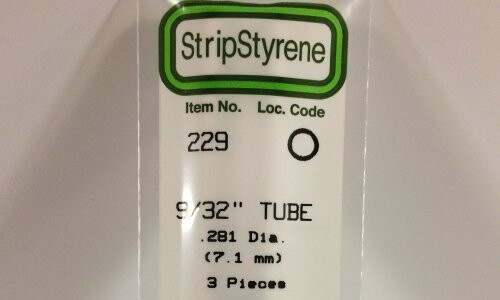 StripStyrene
Item No. Loc. Code
229
9/32" TUBE
.281 Dia.
(7.1 mm)
3 Pieces